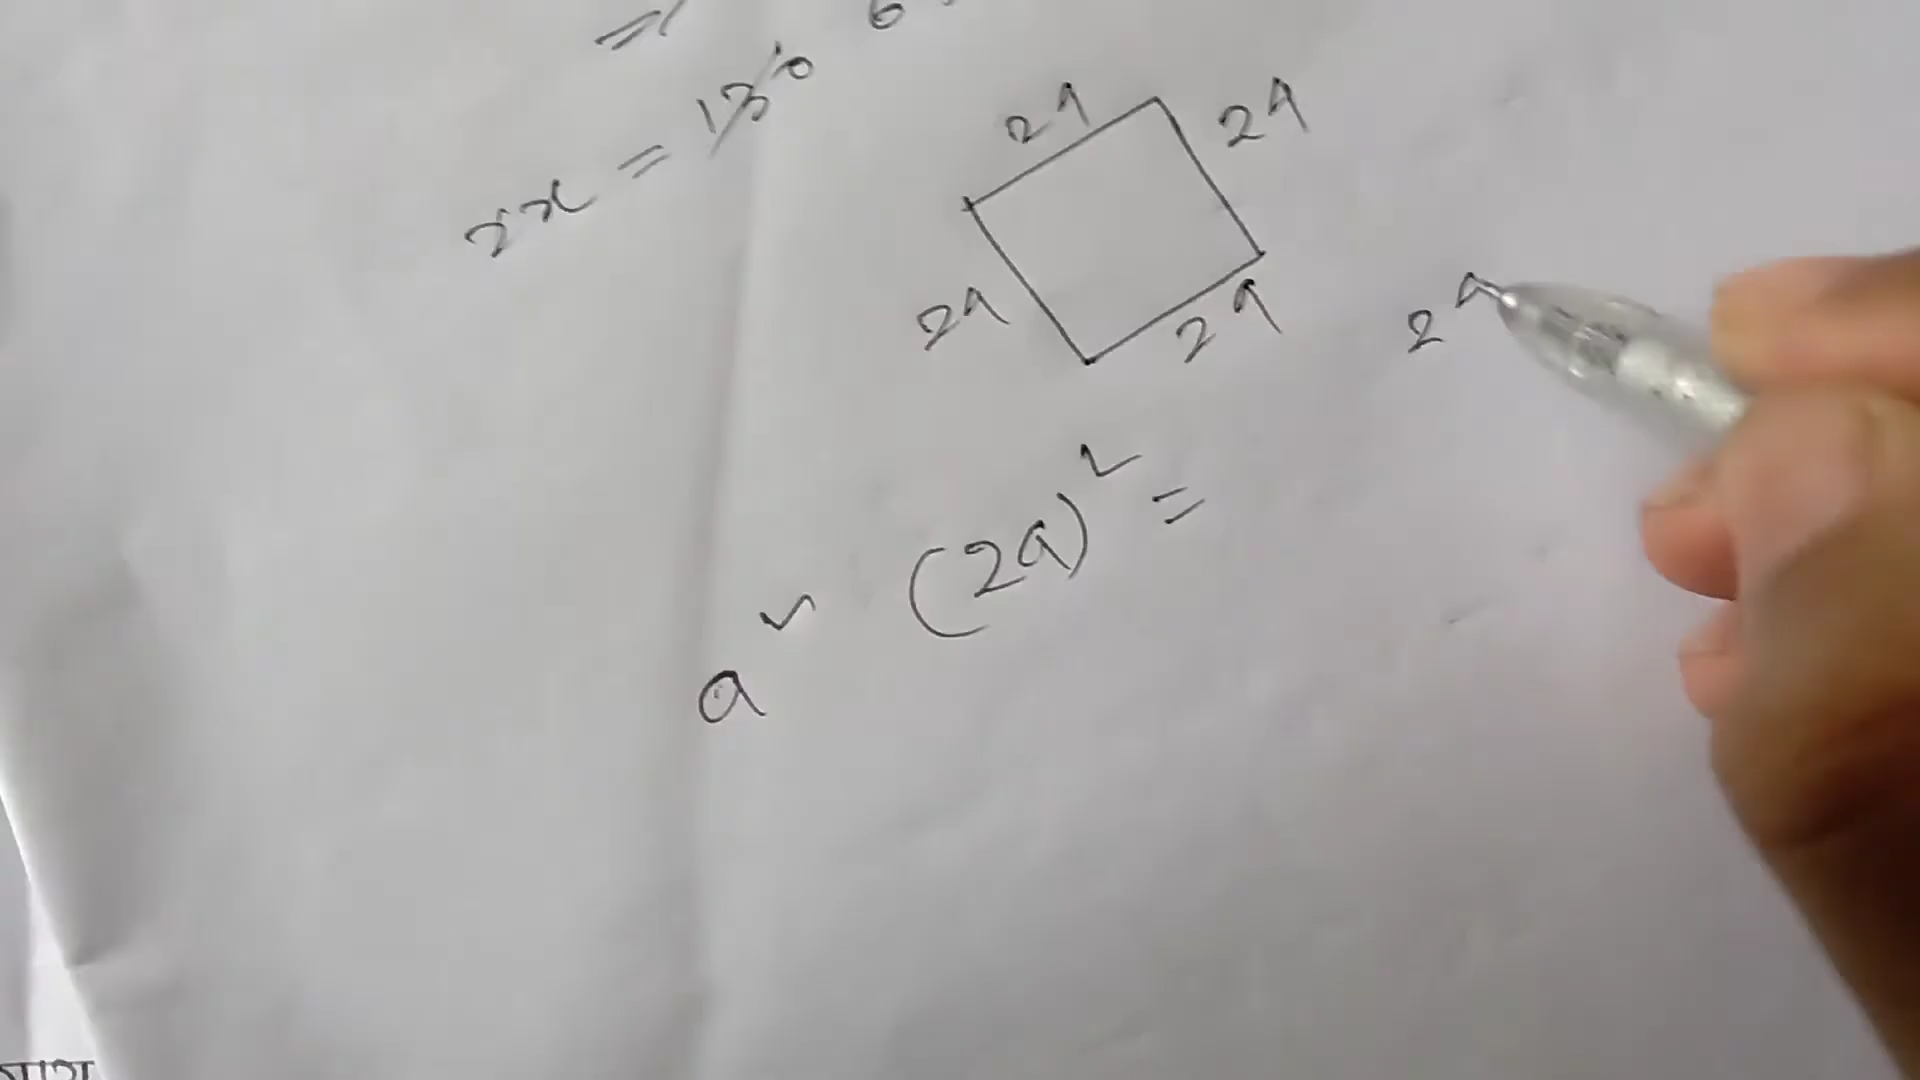 2x = 130
2a 2a
2a 2a
2a
a² (2a)² =